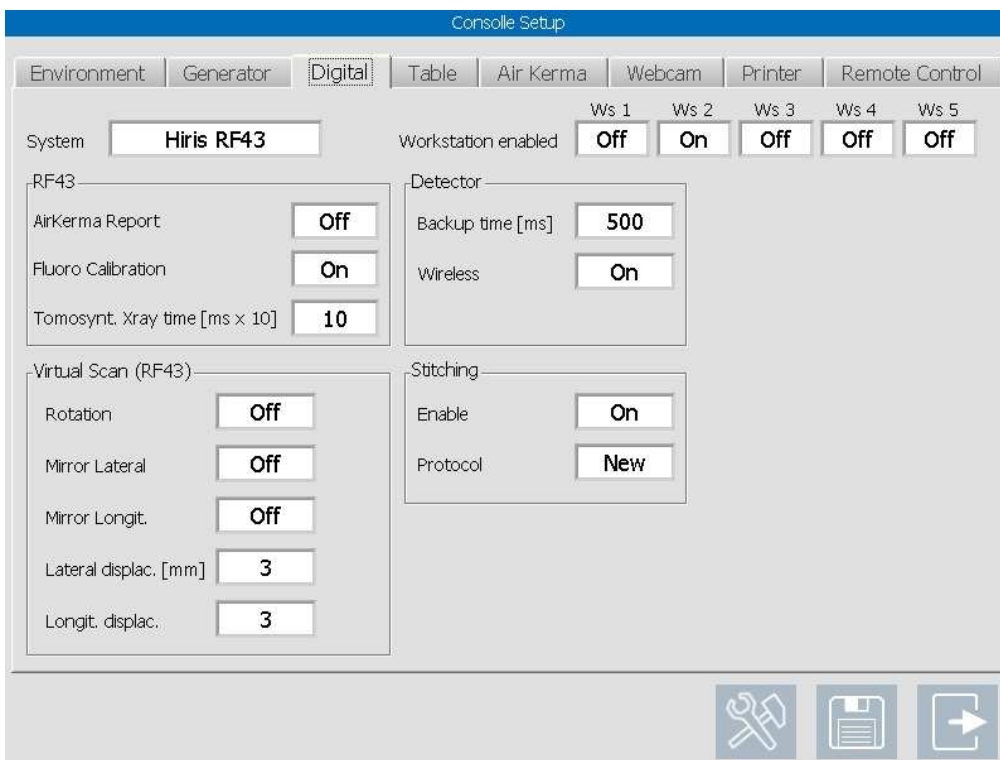 Consolle Setup
Environment Generator Digital Table Air Kerma Webcam Printer Remote Control
Ws 1 Ws 2 Ws 3 Ws 4 Ws 5
System Hiris RF43 Workstation enabled Off On Off Off Off
RF43
AirKerma Report Off
Fluoro Calibration On
Tomosynt. Xray time [ms x 10] 10
Detector
Backup time [ms] 500
Wireless On
Virtual Scan (RF43)
Rotation Off
Mirror Lateral Off
Mirror Longit. Off
Lateral displac. [mm] 3
Longit. displac. 3
Stitching
Enable On
Protocol New